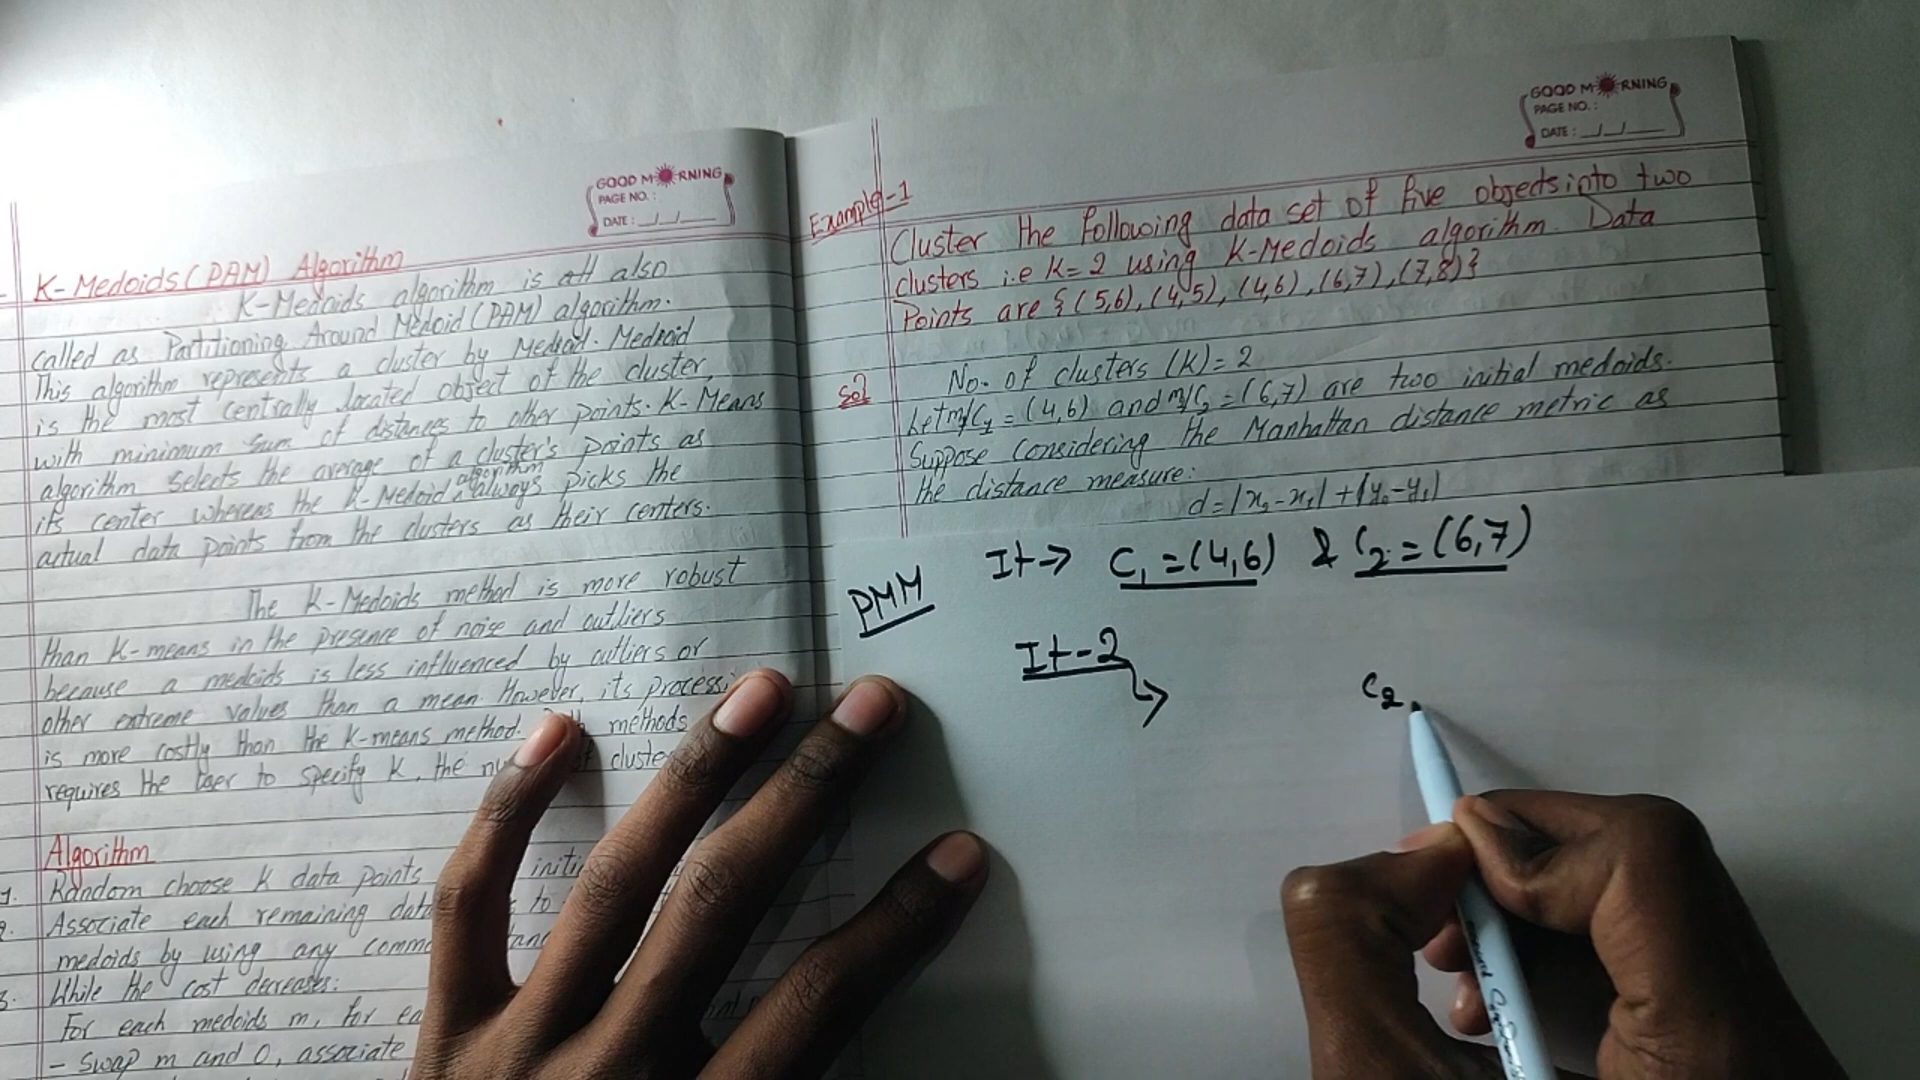 GOOD MORNING
PAGE NO.:
DATE:
K-Medoids (PAM) Algorithm
K-Medoids algorithm is also
called as Partitioning Around Medoid (PAM) algorithm.
This algorithm represents a cluster by Medoid. Medoid
is the most centrally located object of the cluster,
with minimum sum of distances to other points. K-Means
algorithm selects the average of a cluster's points as
its center whereas the K-Medoid algorithm always picks the
actual data points from the clusters as their centers.
The K-Medoids method is more robust
than K-means in the presence of noise and outliers
because a medoids is less influenced by outliers or
other extreme values than a mean. However, its processi
is more costly than the K-means method. methods
requires the user to specify K, the nu of cluste
Algorithm
1. Random choose K data points initi
2. Associate each remaining dat to
medoids by using any commo
3. While the cost decreases:
For each medoids m, for ea
- Swap m and O, associate
GOOD MORNING
PAGE NO.:
DATE:
Example-1
Cluster the following data set of five objects into two
clusters i.e K=2 using K-Medoids algorithm. Data
Points are {(5,6), (4,5), (4,6), (6,7), (7,8)}
Sol
No. of clusters (K)=2
Let m/C1 = (4,6) and m/C2 = (6,7) are two initial medoids.
Suppose considering the Manhattan distance metric as
the distance measure:
d=|x2-x1|+|y2-y1|
PMM
It→ C1=(4,6) & C2=(6,7)
It-2
C2